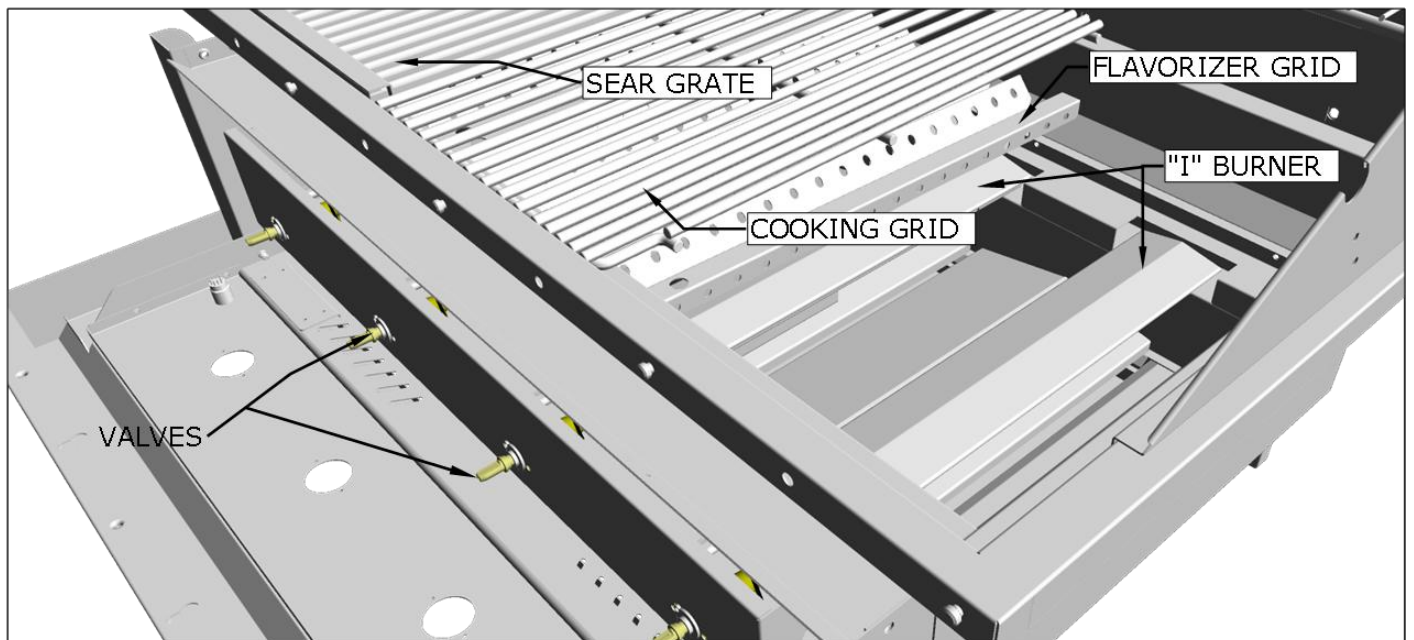 SEAR GRATE
FLAVORIZER GRID
"I" BURNER
COOKING GRID
VALVES